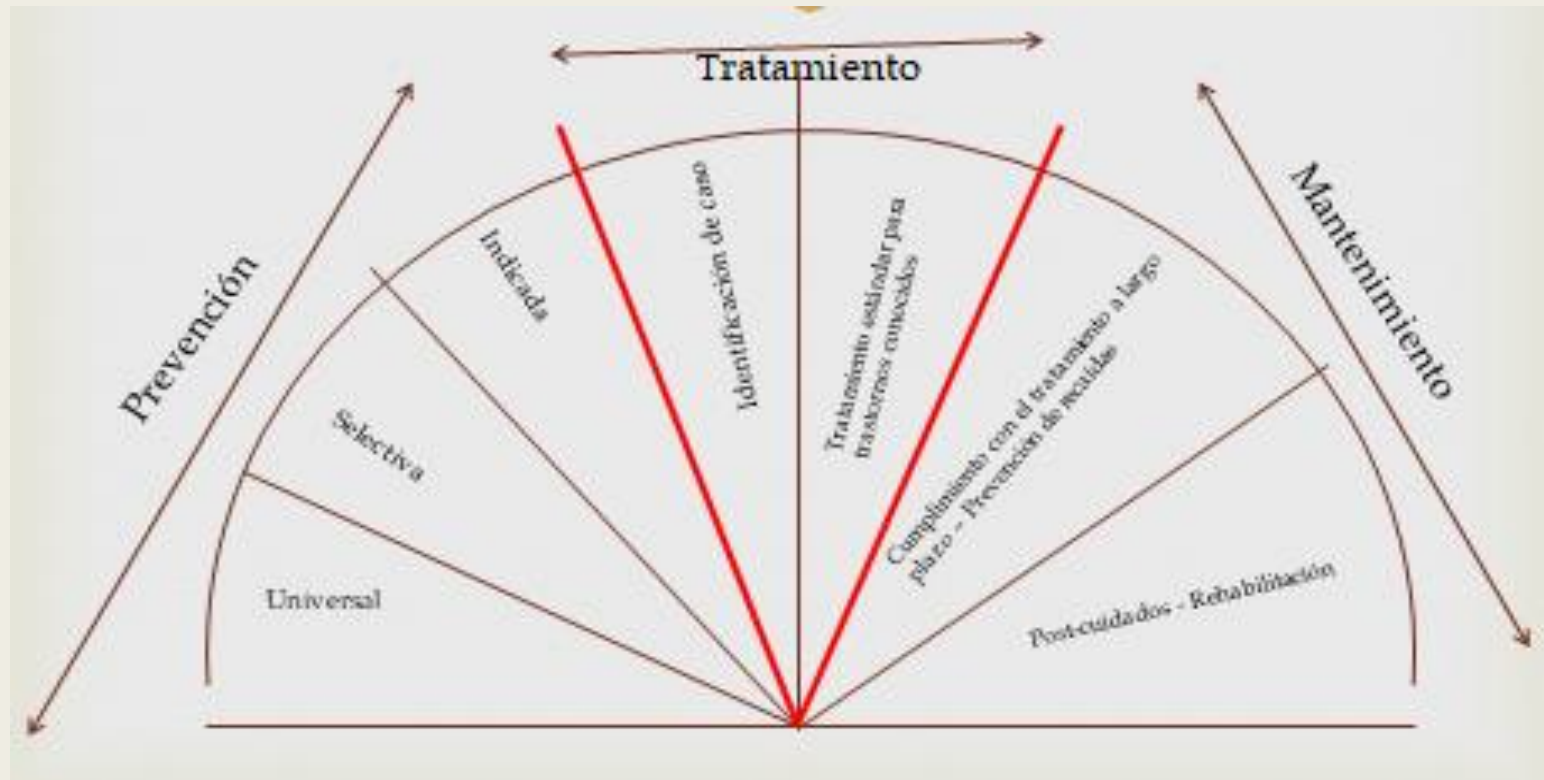 Tratamiento
Prevención
Mantenimiento
Universal
Selectiva
Indicada
Identificación de caso
Tratamiento estándar para
trastornos conocidos
Cumplimiento con el tratamiento a largo
plazo – Prevención de recaídas
Post-cuidados - Rehabilitación